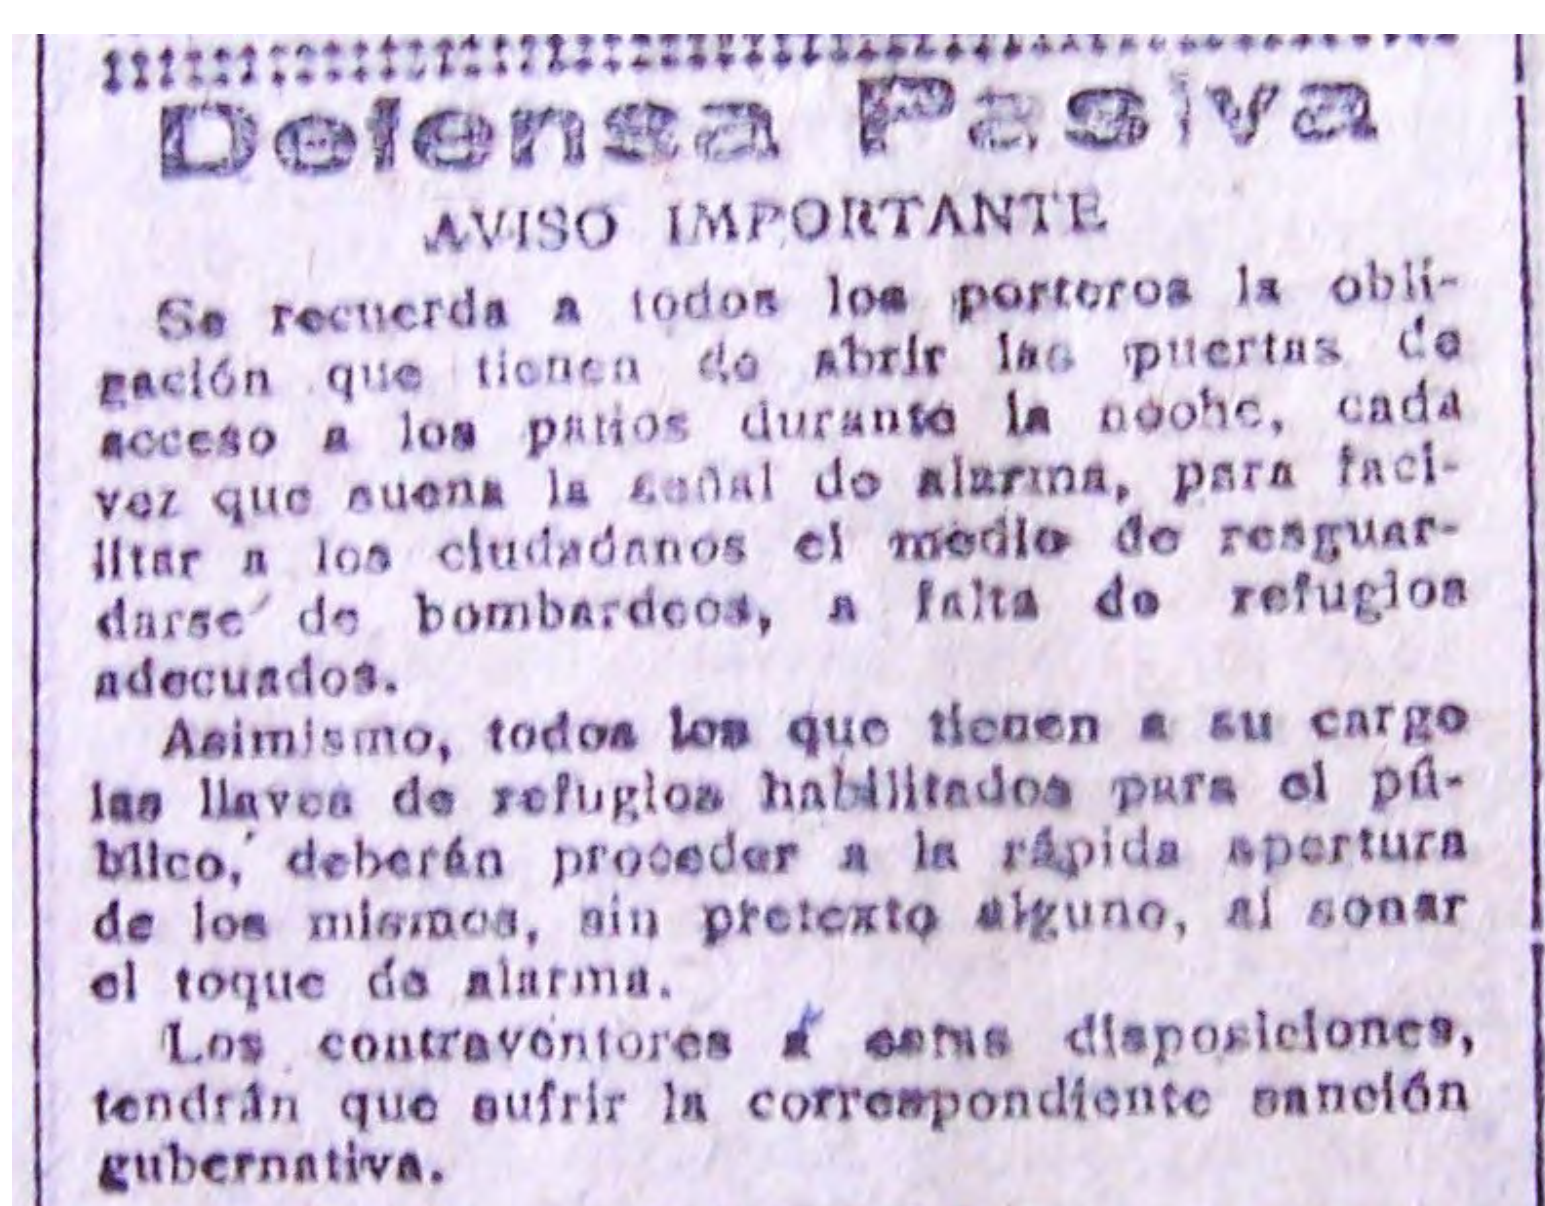 Defensa Pasiva
AVISO IMPORTANTE
Se recuerda a todos los porteros la obli-
gación que tienen de abrir las puertas de
acceso a los patios durante la noche, cada
vez que suena la señal de alarma, para faci-
litar a los ciudadanos el medio de resguar-
darse de bombardeos, a falta de refugios
adecuados.
Asimismo, todos los que tienen a su cargo
las llaves de refugios habilitados para el pú-
blico, deberán proceder a la rápida apertura
de los mismos, sin pretexto alguno, al sonar
el toque de alarma.
Los contraventores a estas disposiciones,
tendrán que sufrir la correspondiente sanción
gubernativa.